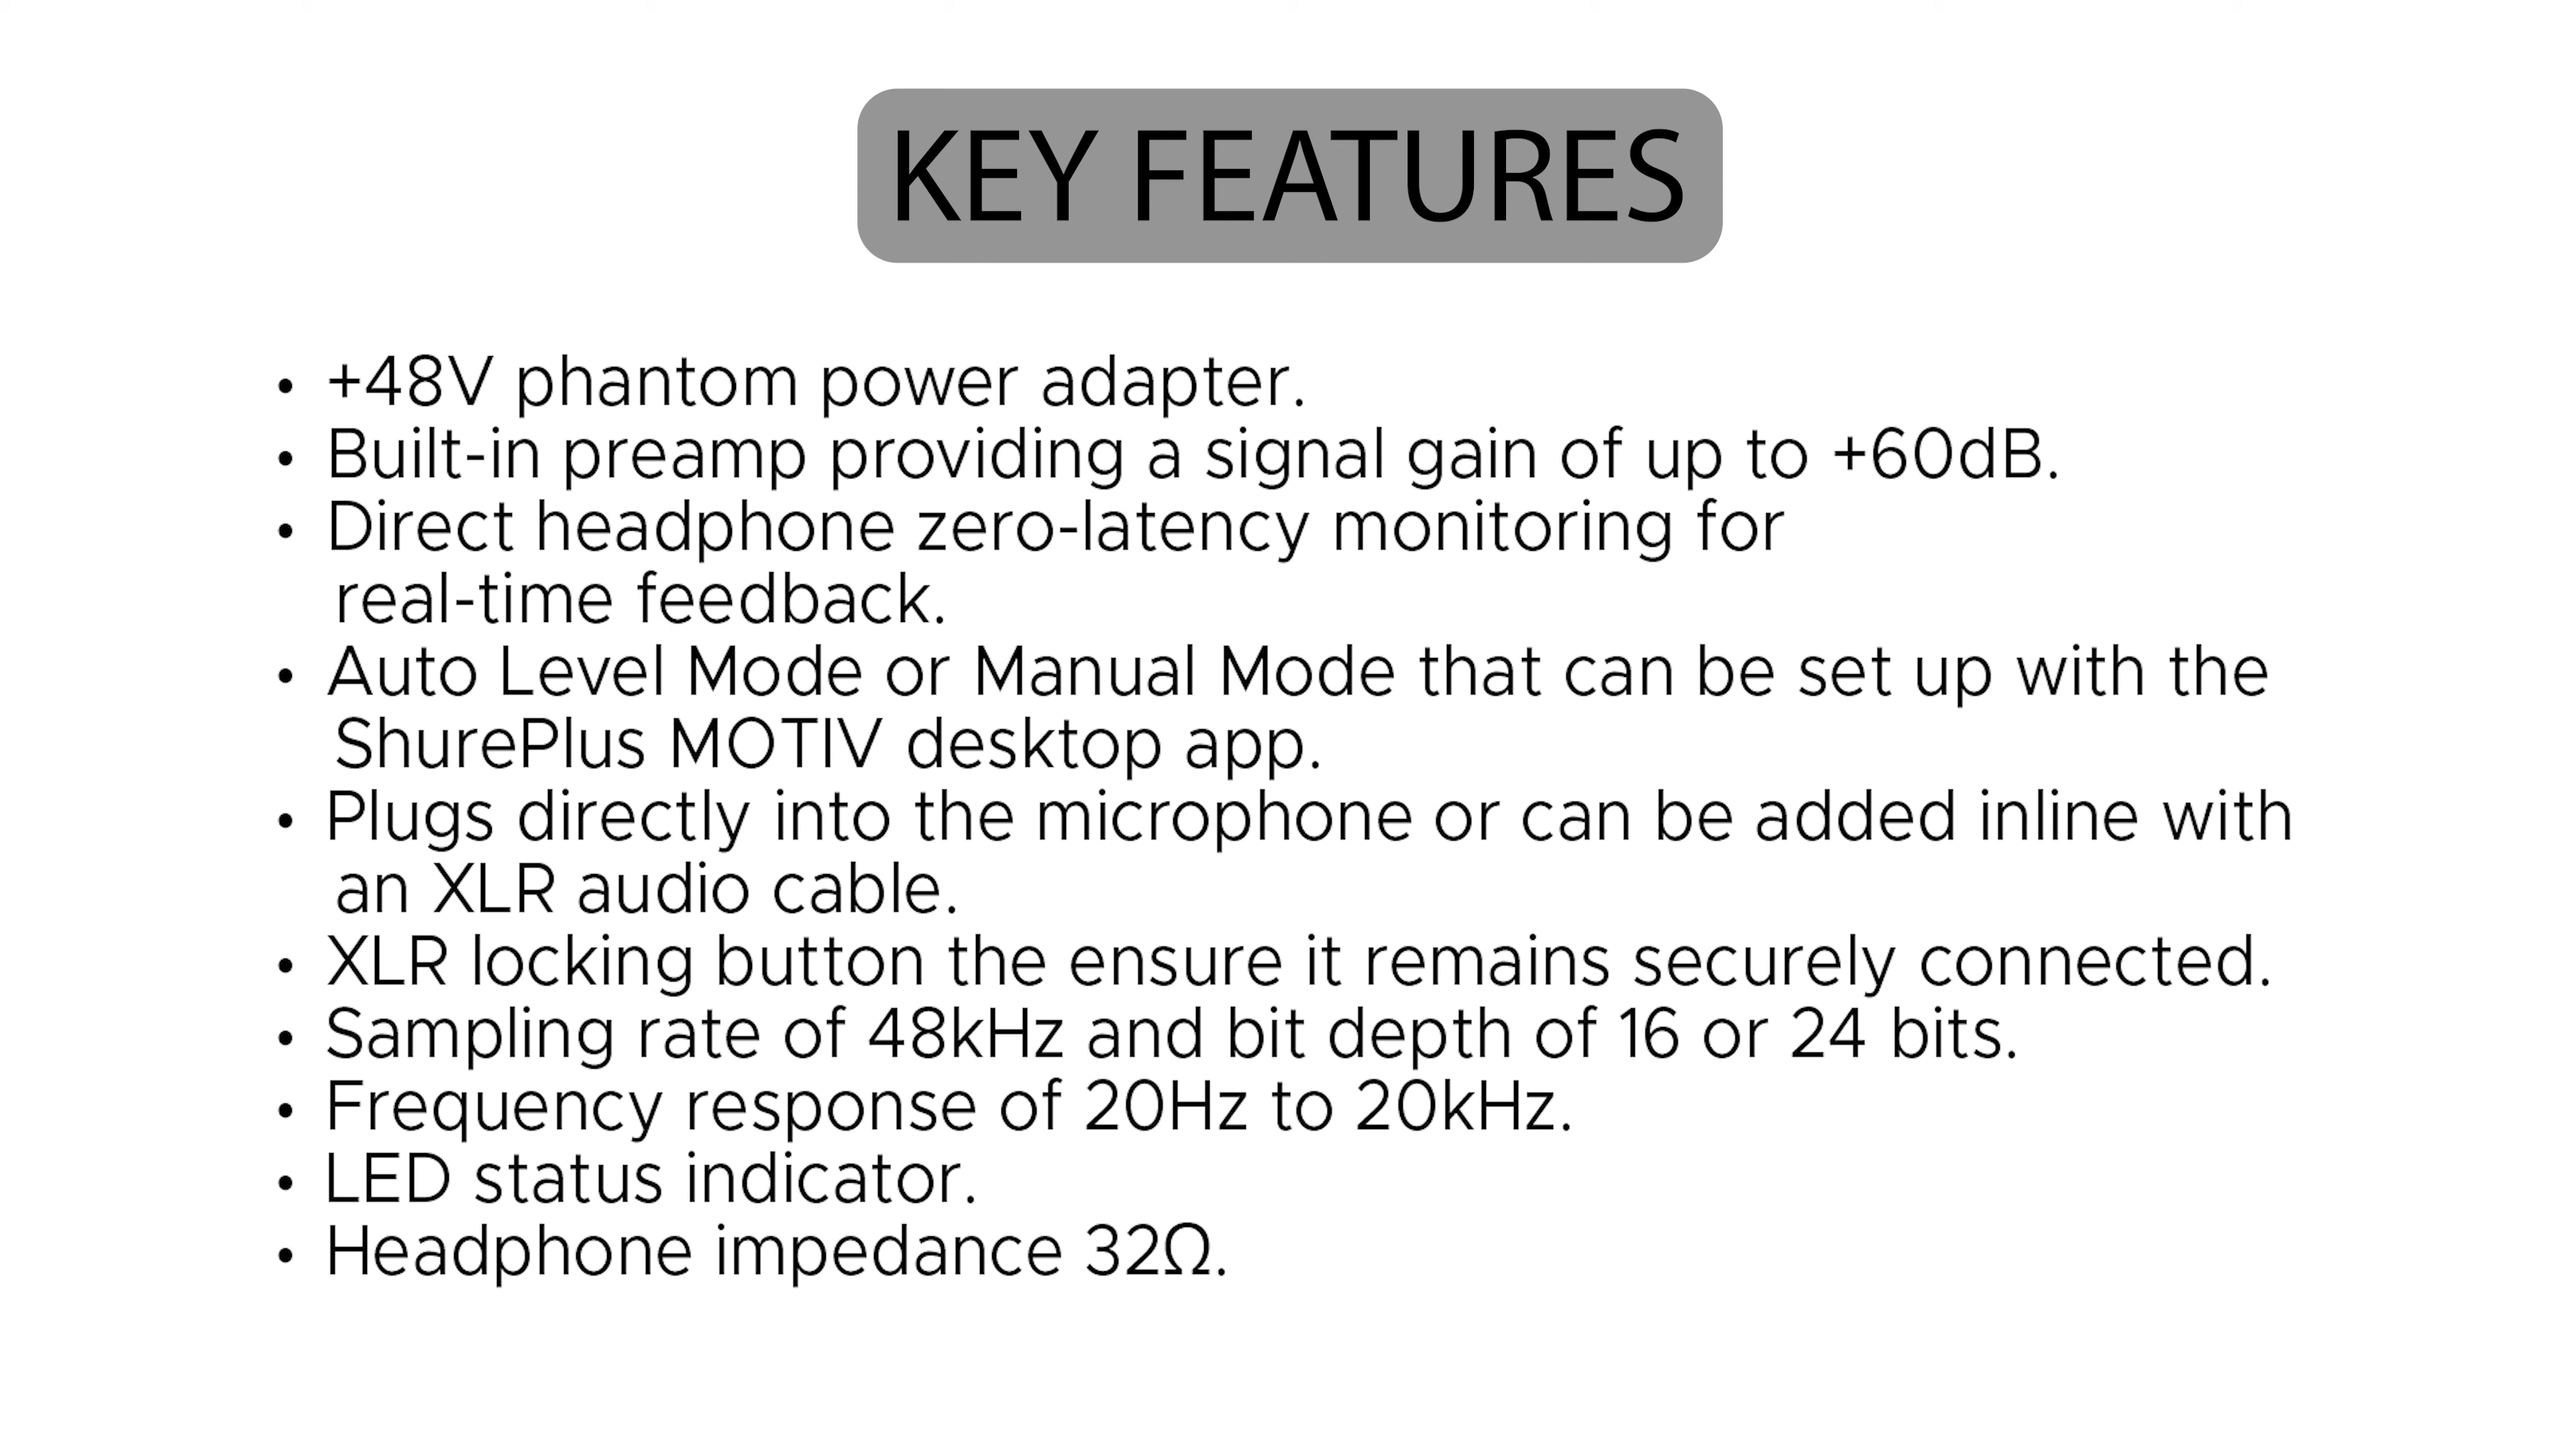 KEY FEATURES
• +48V phantom power adapter.
• Built-in preamp providing a signal gain of up to +60dB.
• Direct headphone zero-latency monitoring for
real-time feedback.
• Auto Level Mode or Manual Mode that can be set up with the
ShurePlus MOTIV desktop app.
• Plugs directly into the microphone or can be added inline with
an XLR audio cable.
• XLR locking button the ensure it remains securely connected.
• Sampling rate of 48kHz and bit depth of 16 or 24 bits.
• Frequency response of 20Hz to 20kHz.
• LED status indicator.
• Headphone impedance 32Ω.